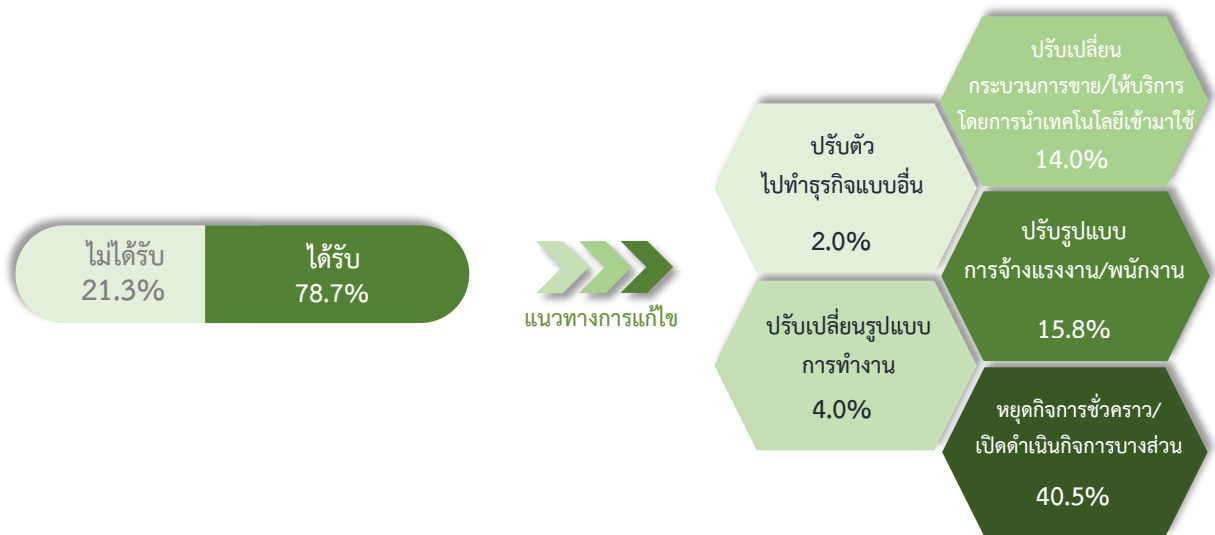 ไม่ได้รับ
21.3%
ได้รับ
78.7%
แนวทางการแก้ไข
ปรับตัว
ไปทำธุรกิจแบบอื่น
2.0%
ปรับเปลี่ยนรูปแบบ
การทำงาน
4.0%
ปรับเปลี่ยน
กระบวนการขาย/ให้บริการ
โดยการนำเทคโนโลยีเข้ามาใช้
14.0%
ปรับรูปแบบ
การจ้างแรงงาน/พนักงาน
15.8%
หยุดกิจการชั่วคราว/
เปิดดำเนินกิจการบางส่วน
40.5%